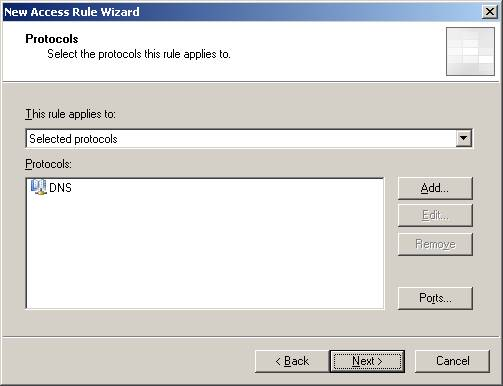 New Access Rule Wizard
Protocols
Select the protocols this rule applies to.
This rule applies to:
Selected protocols
Protocols:
DNS
Add...
Edit...
Remove
Ports...
< Back
Next >
Cancel